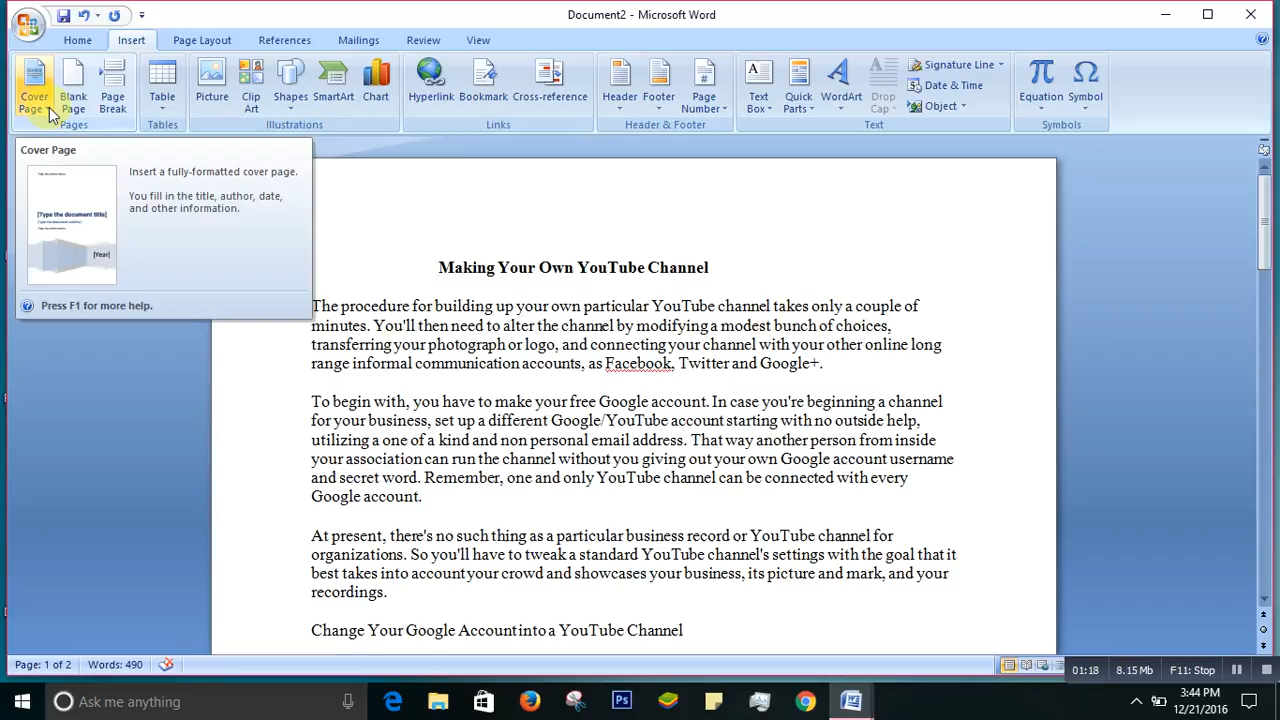 Document2 - Microsoft Word
Home Insert Page Layout References Mailings Review View
Cover Page Blank Page Page Break Table Picture Clip Art Shapes SmartArt Chart Hyperlink Bookmark Cross-reference Header Footer Page Number Text Box Quick Parts WordArt Drop Cap Signature Line Date & Time Object Equation Symbol
Pages Tables Illustrations Links Header & Footer Text Symbols
Cover Page
Insert a fully-formatted cover page.
You fill in the title, author, date,
and other information.
[Type the document title]
[Year]
Press F1 for more help.
Making Your Own YouTube Channel
The procedure for building up your own particular YouTube channel takes only a couple of
minutes. You'll then need to alter the channel by modifying a modest bunch of choices,
transferring your photograph or logo, and connecting your channel with your other online long
range informal communication accounts, as Facebook, Twitter and Google+.
To begin with, you have to make your free Google account. In case you're beginning a channel
for your business, set up a different Google/YouTube account starting with no outside help,
utilizing a one of a kind and non personal email address. That way another person from inside
your association can run the channel without you giving out your own Google account username
and secret word. Remember, one and only YouTube channel can be connected with every
Google account.
At present, there's no such thing as a particular business record or YouTube channel for
organizations. So you'll have to tweak a standard YouTube channel's settings with the goal that it
best takes into account your crowd and showcases your business, its picture and mark, and your
recordings.
Change Your Google Account into a YouTube Channel
Page: 1 of 2 Words: 490
01:18 8.15 Mb F11: Stop
Ask me anything
Ps
3:44 PM
12/21/2016